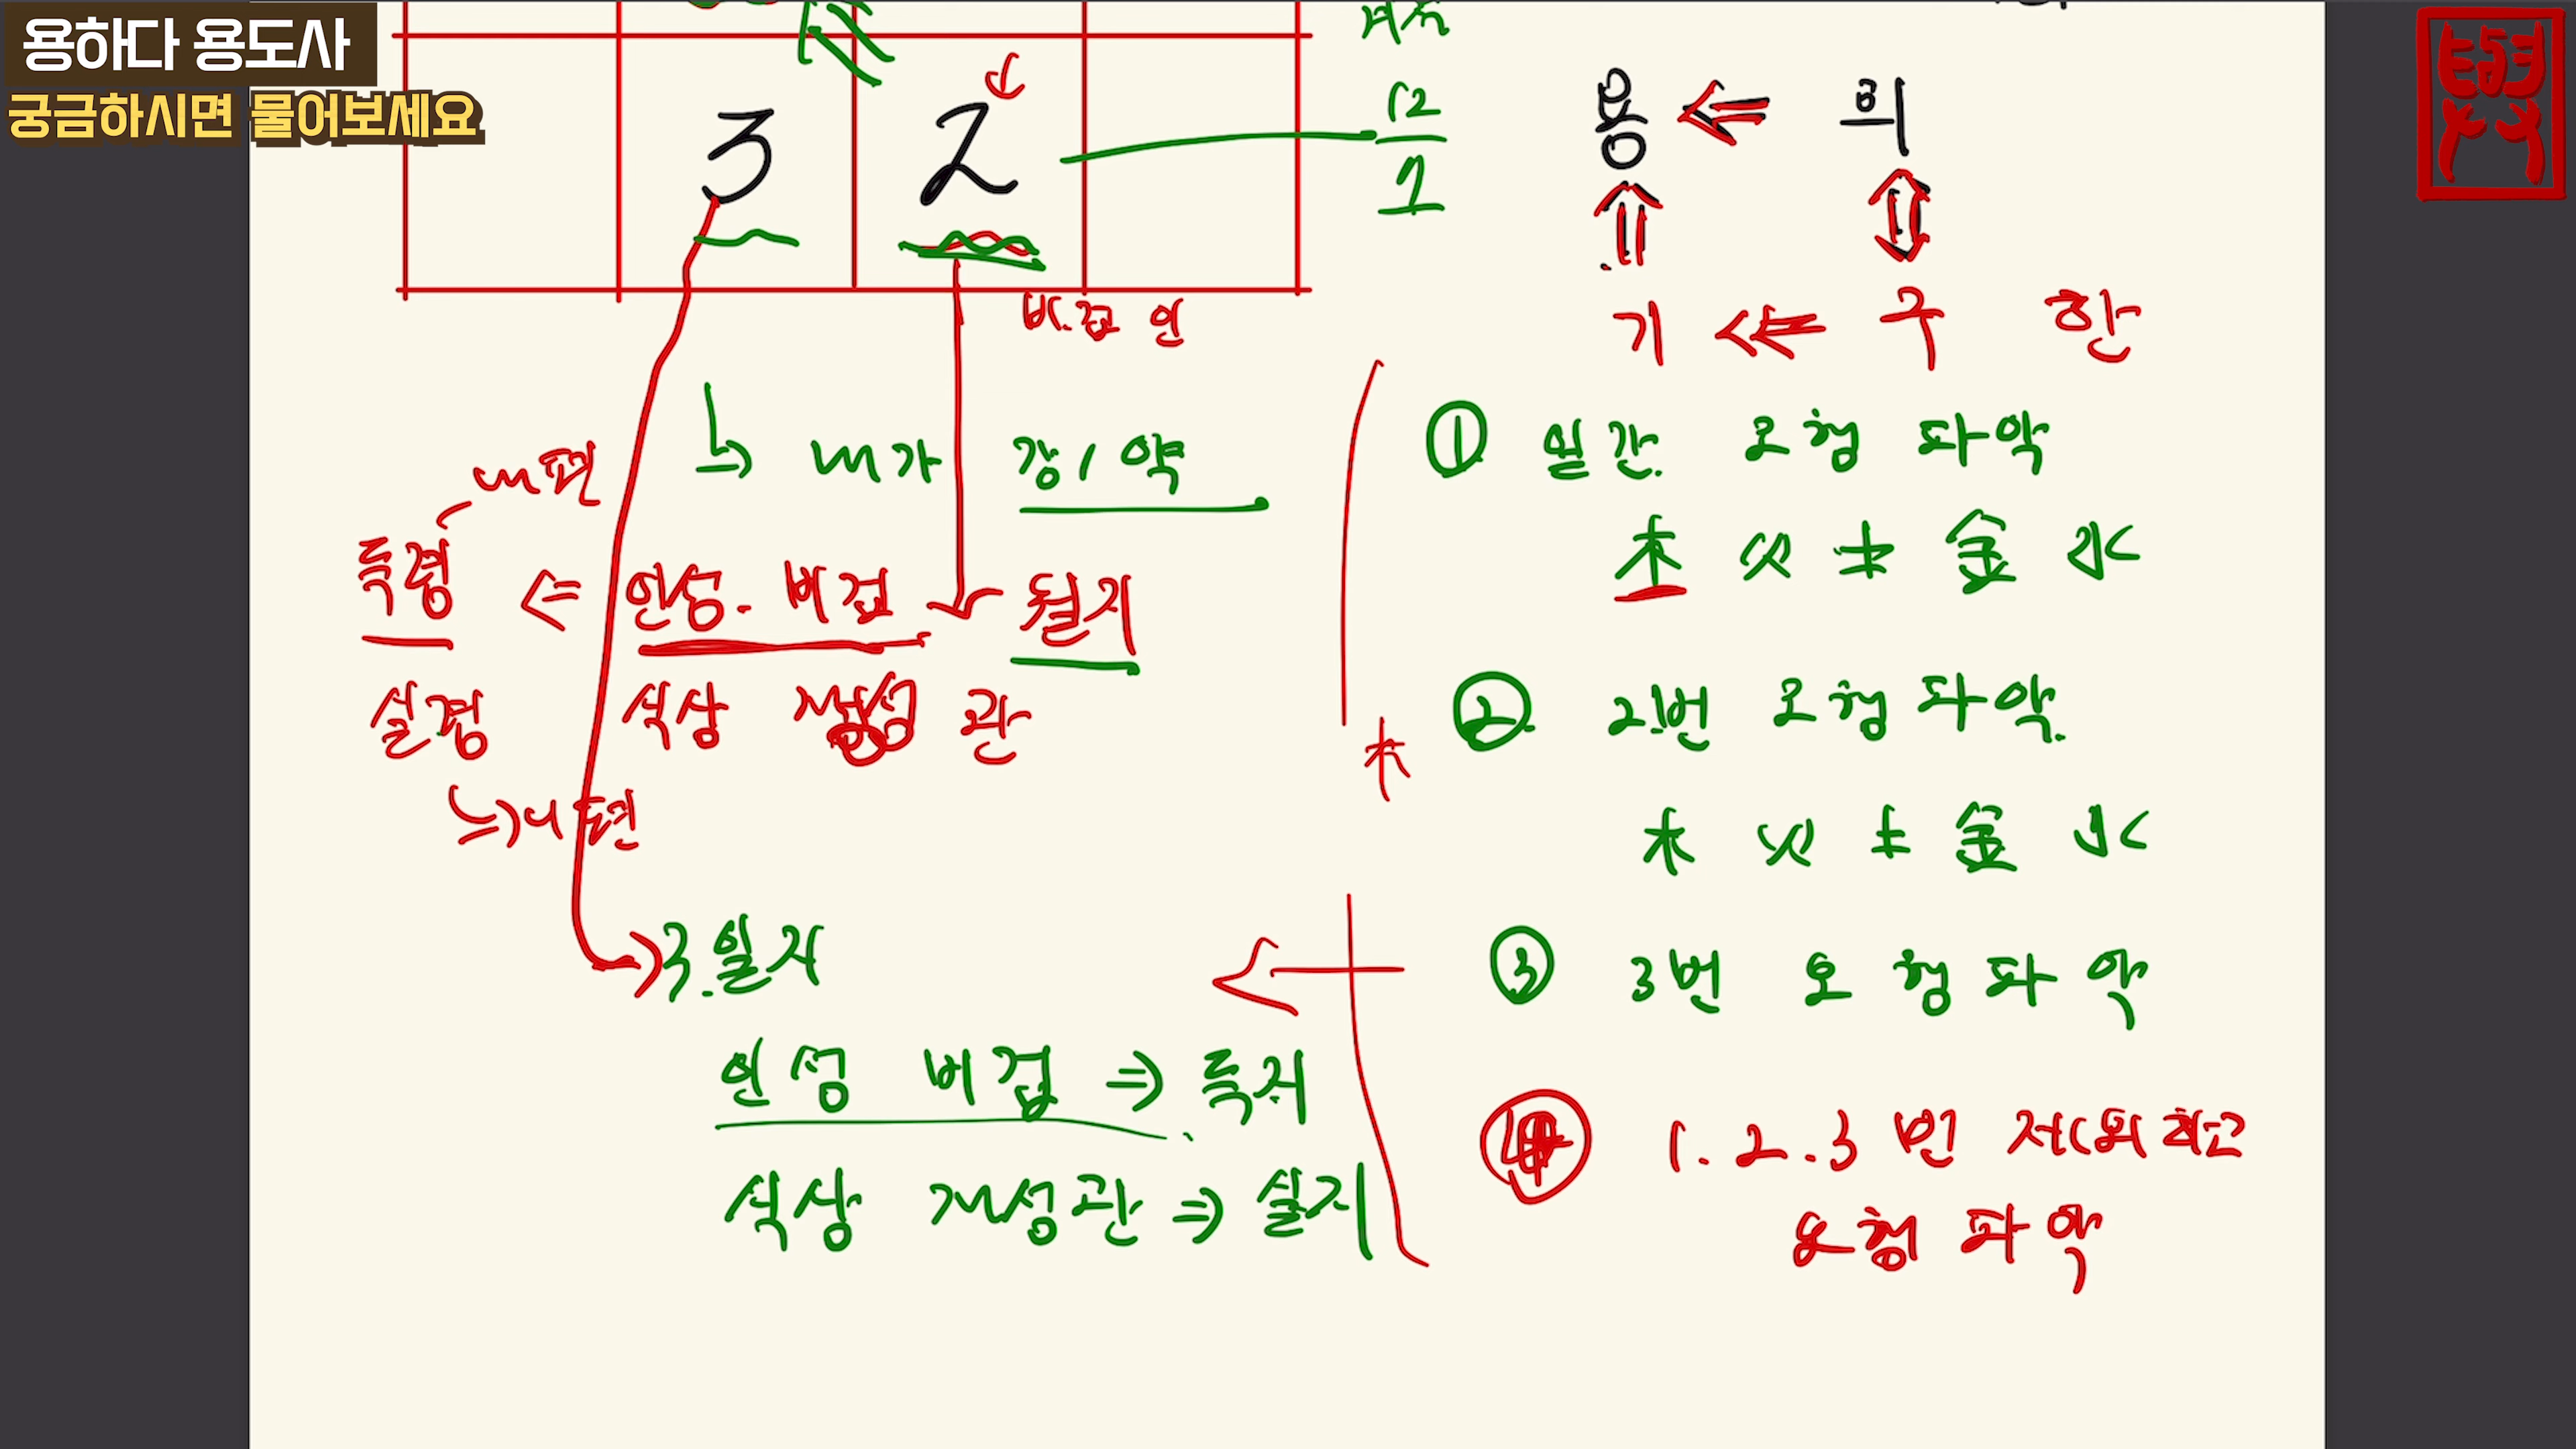 용하다 용도사
궁금하시면 물어보세요
3 2
12
1
용 ← 희
기 ← 구 한
비.겁 인
내가 강/약
내편
득령 ⇐ 인성. 비겁 월지
실령 식상 재성 관
3.일지
인성 비겁 ⇒ 득지
식상 재성관 ⇒ 실지
① 일간 오행 파악
木 火 土 金 水
② 2번 오행 파악
木 火 土 金 水
木
③ 3번 오행 파악
④ 1.2.3 번 제외하고
오행 파악